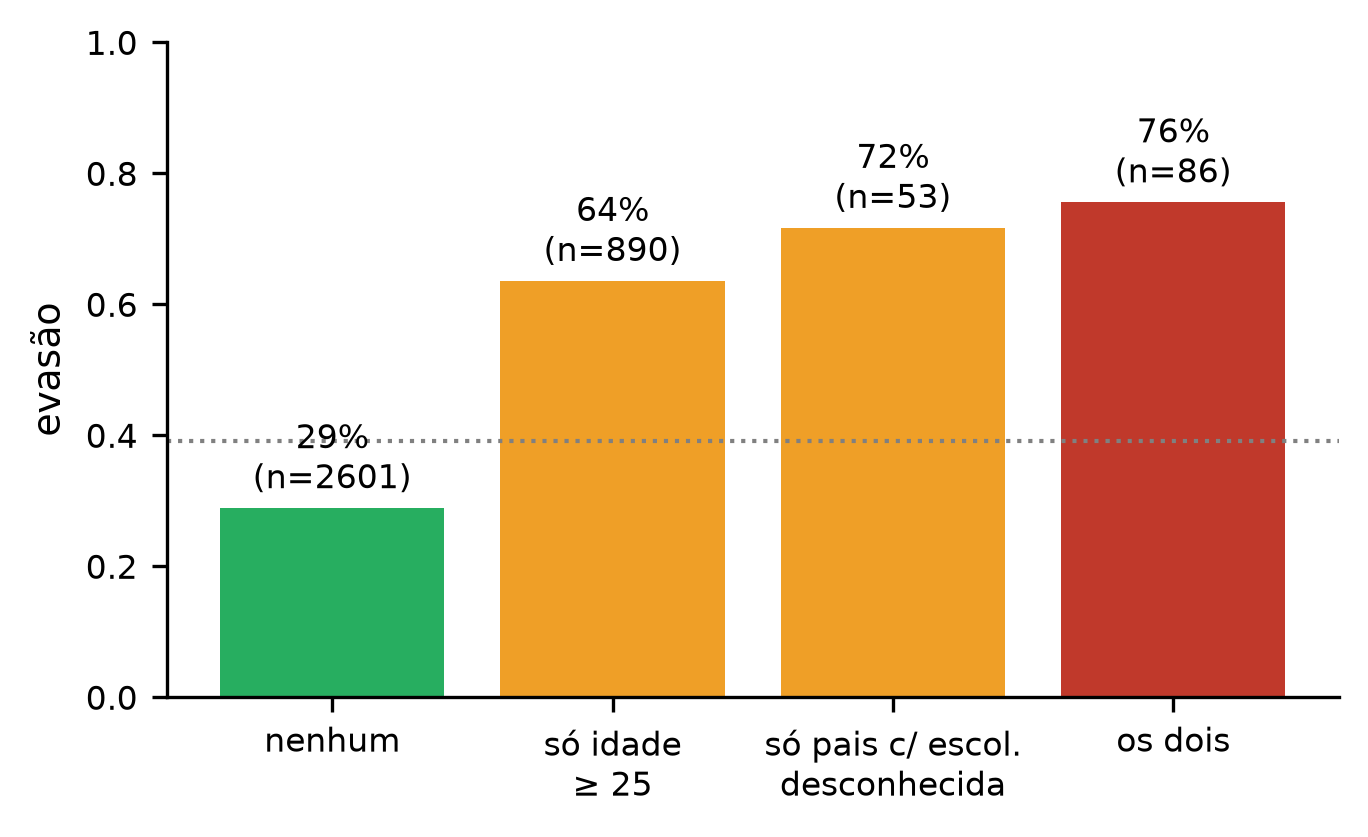 1.0
0.8
0.6
0.4
0.2
0.0
evasão
29%
(n=2601)
64%
(n=890)
72%
(n=53)
76%
(n=86)
nenhum
só idade
≥ 25
só pais c/ escol.
desconhecida
os dois